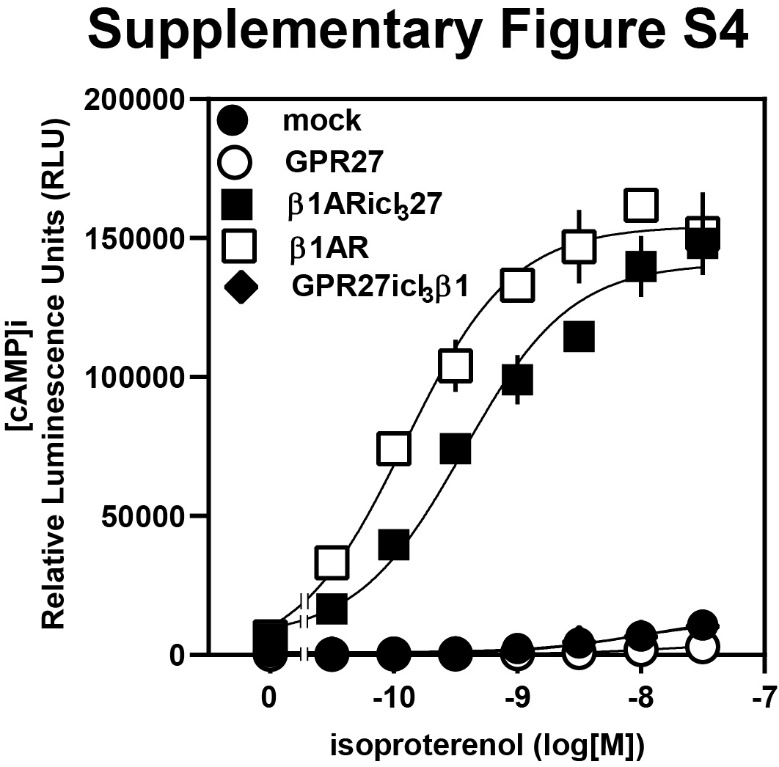 Supplementary Figure S4
200000
150000
100000
50000
0
[cAMP]i
Relative Luminescence Units (RLU)
mock
GPR27
β1ARicl₃27
β1AR
GPR27icl₃β1
0 -10 -9 -8 -7
isoproterenol (log[M])